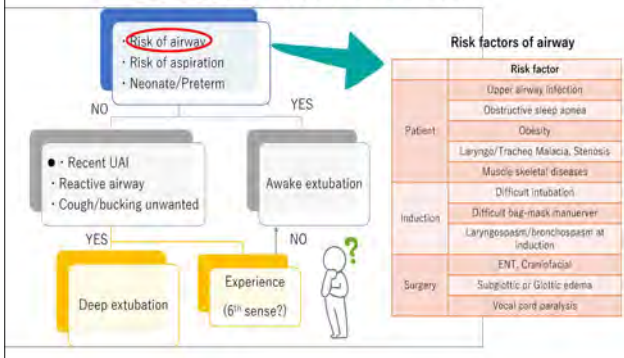 · Risk of airway
· Risk of aspiration
· Neonate/Preterm
NO
YES
● · Recent UAI
· Reactive airway
· Cough/bucking unwanted
Awake extubation
YES
NO
Deep extubation
Experience
(6th sense?)
?
Risk factors of airway
Risk factor
Patient
Upper airway infection
Obstructive sleep apnea
Obesity
Laryngo/Tracheo Malacia, Stenosis
Muscle skeletal diseases
Induction
Difficult intubation
Difficult bag-mask manuerver
Laryngospasm/bronchospasm at
induction
Surgery
ENT, Craniofacial
Subglottic or Glottic edema
Vocal cord paralysis